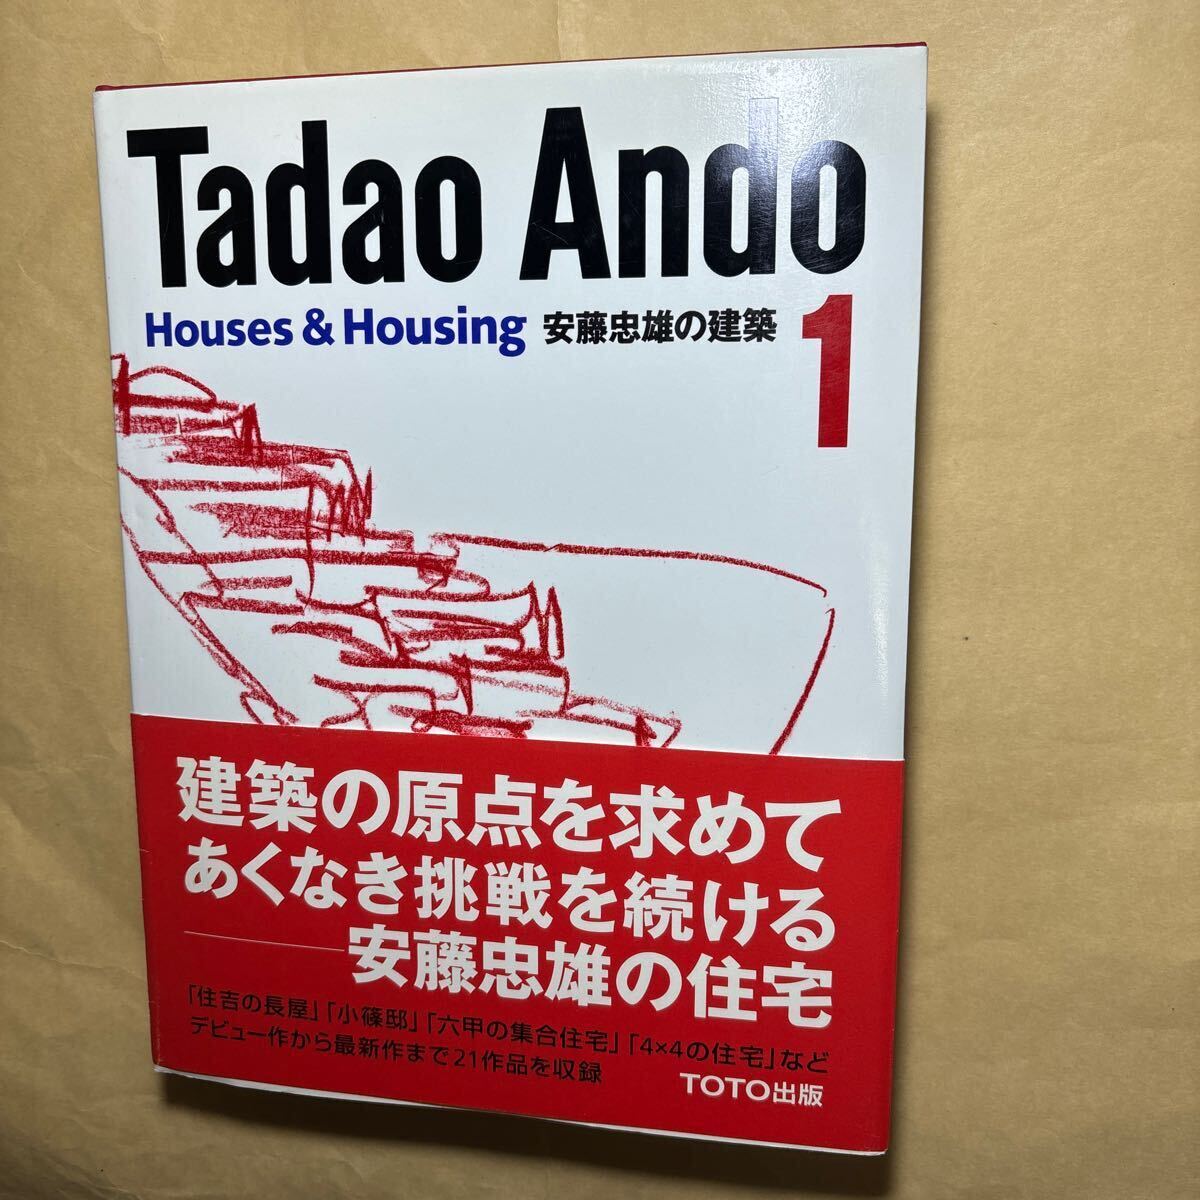 Tadao Ando
Houses & Housing 安藤忠雄の建築 1
建築の原点を求めて
あくなき挑戦を続ける
――安藤忠雄の住宅
「住吉の長屋」「小篠邸」「六甲の集合住宅」「4×4の住宅」など
デビュー作から最新作まで21作品を収録
TOTO出版